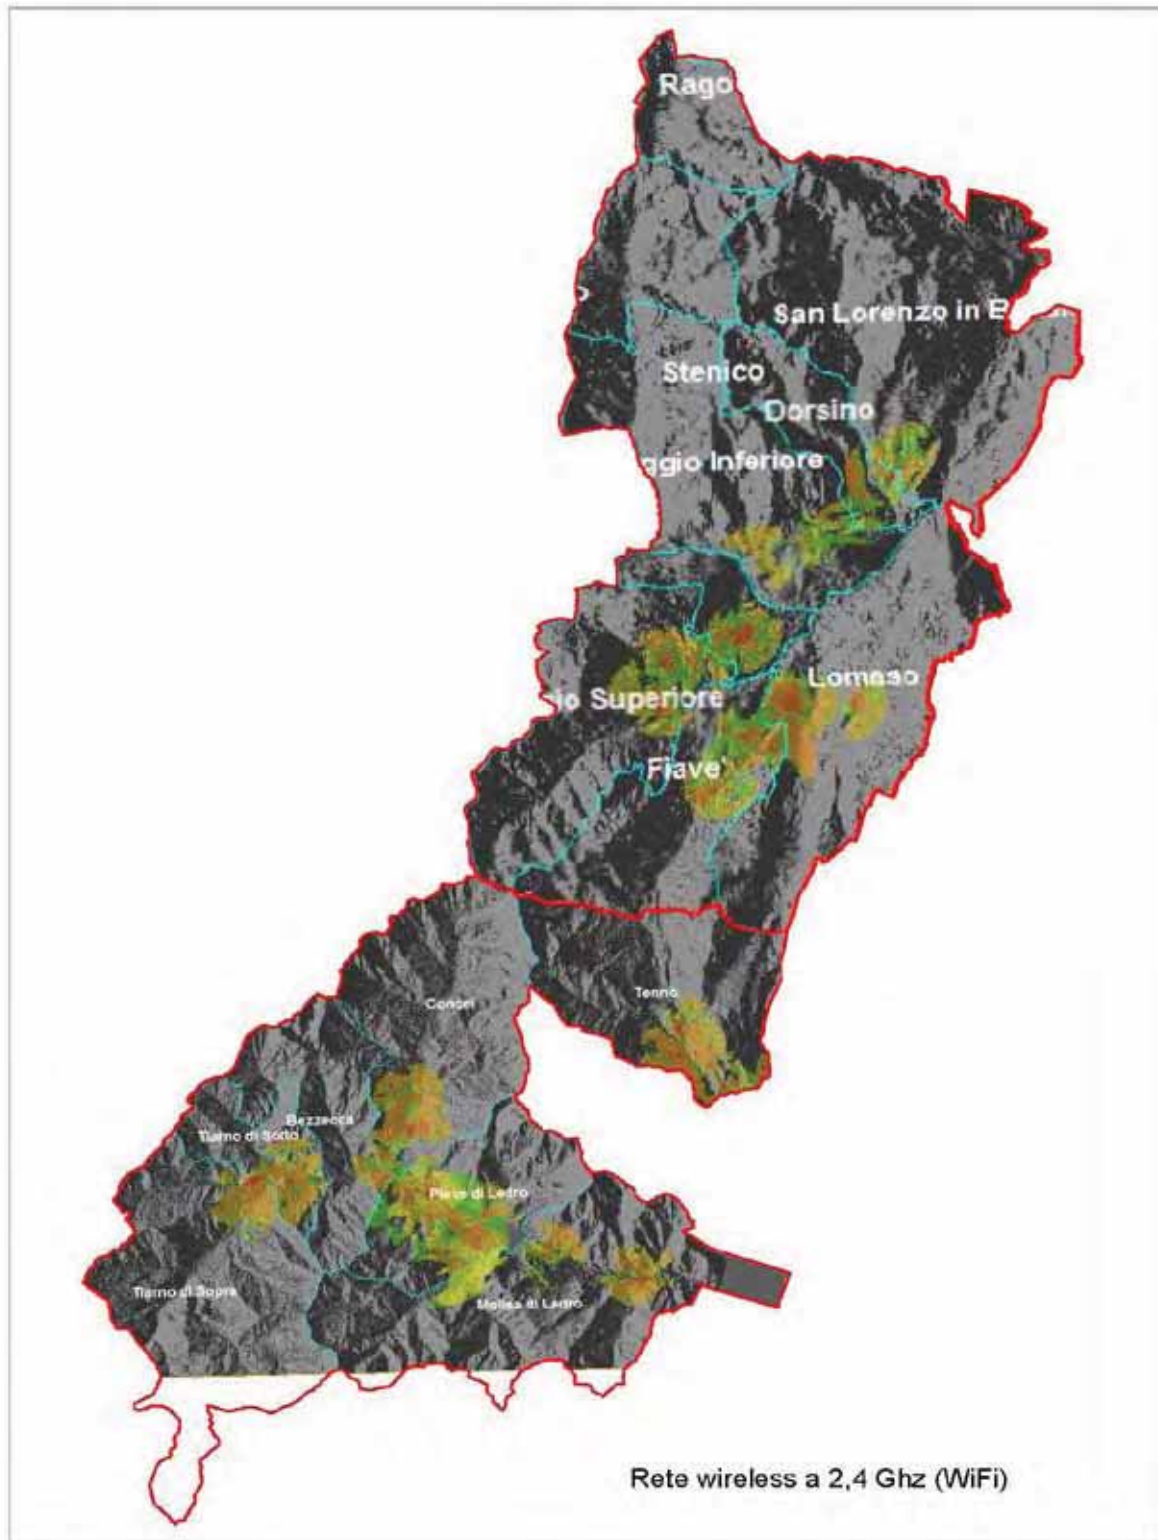 Rago
San Lorenzo in B
Stenico
Dorsino
ggio Inferiore
Lomaso
io Superiore
Fiave'
Tenno
Concei
Bezzecca
Tiarno di Sotto
Pieve di Ledro
Tiarno di Sopra
Molina di Ledro
Rete wireless a 2,4 Ghz (WiFi)